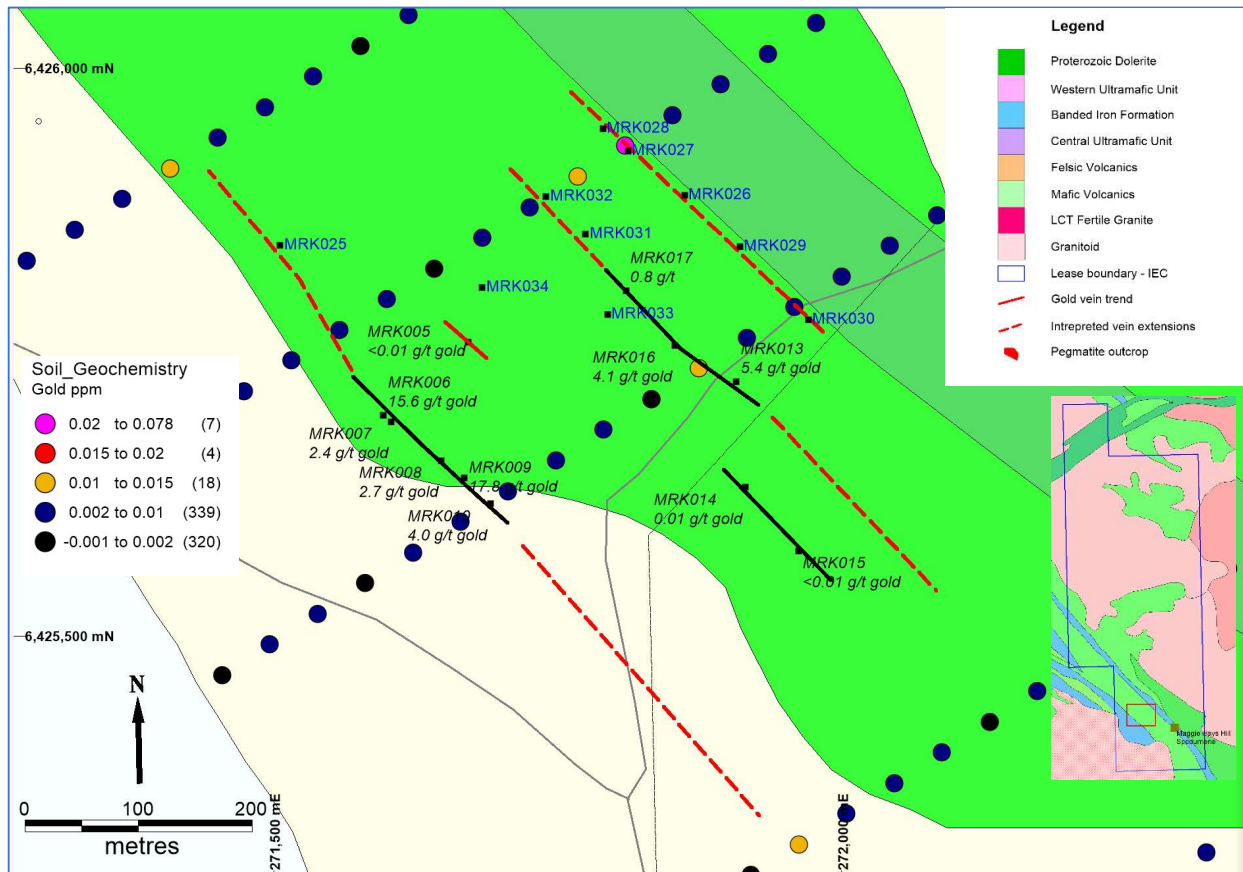 6,426,000 mN
MRK028
MRK027
MRK026
MRK032
MRK031
MRK029
MRK025
MRK017
0.8 g/t
MRK034
MRK033
MRK030
MRK005
<0.01 g/t gold
MRK016
4.1 g/t gold
MRK013
5.4 g/t gold
MRK006
15.6 g/t gold
MRK007
2.4 g/t gold
MRK008
2.7 g/t gold
MRK009
17.8 g/t gold
MRK010
4.0 g/t gold
MRK014
0.01 g/t gold
MRK015
<0.01 g/t gold
Soil_Geochemistry
Gold ppm
0.02 to 0.078 (7)
0.015 to 0.02 (4)
0.01 to 0.015 (18)
0.002 to 0.01 (339)
-0.001 to 0.002 (320)
6,425,500 mN
N
0 100 200
metres
271,500 mE
272,000 mE
Legend
Proterozoic Dolerite
Western Ultramafic Unit
Banded Iron Formation
Central Ultramafic Unit
Felsic Volcanics
Mafic Volcanics
LCT Fertile Granite
Granitoid
Lease boundary - IEC
Gold vein trend
Intrepreted vein extensions
Pegmatite outcrop
Maggie Hays Hill
Spodumene